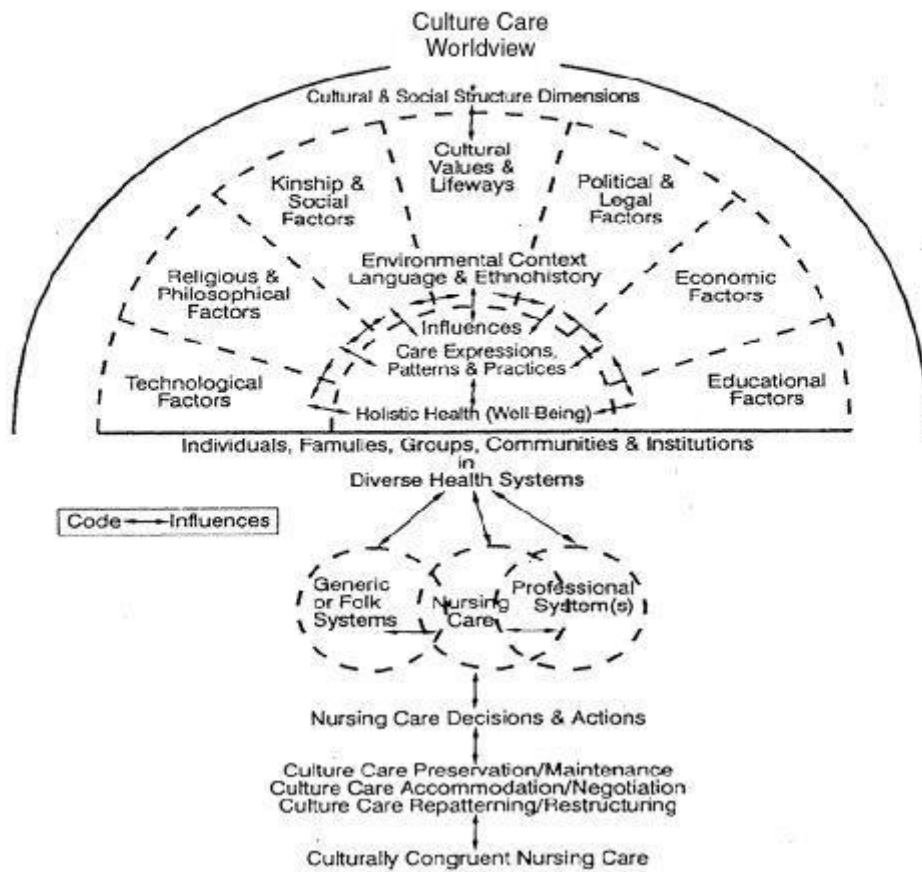 Culture Care
Worldview
Cultural & Social Structure Dimensions
Cultural
Values &
Lifeways
Kinship &
Social
Factors
Political &
Legal
Factors
Environmental Context
Language & Ethnohistory
Religious &
Philosophical
Factors
Economic
Factors
Influences
Care Expressions,
Patterns & Practices
Technological
Factors
Educational
Factors
Holistic Health (Well-Being)
Individuals, Families, Groups, Communities & Institutions
in
Diverse Health Systems
Code Influences
Generic
or Folk
Systems
Nursing
Care
Professional
System(s)
Nursing Care Decisions & Actions
Culture Care Preservation/Maintenance
Culture Care Accommodation/Negotiation
Culture Care Repatterning/Restructuring
Culturally Congruent Nursing Care